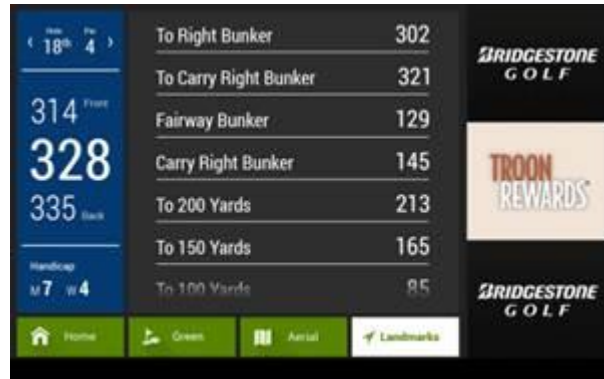 Hole Par
‹ 18th 4 ›
314 Front
328
335 Back
Handicap
M 7 W 4
To Right Bunker 302
To Carry Right Bunker 321
Fairway Bunker 129
Carry Right Bunker 145
To 200 Yards 213
To 150 Yards 165
To 100 Yards 85
Home Green Aerial Landmarks
BRIDGESTONE
GOLF
TROON
REWARDS
BRIDGESTONE
GOLF